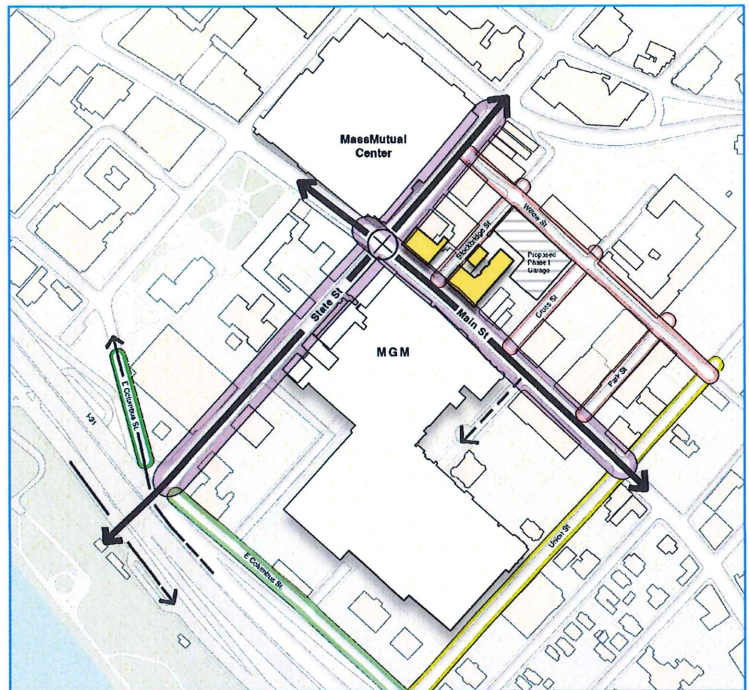 MassMutual
Center
Willow St
Stockbridge St.
Proposed
Phase I
Garage
Cross St
State St
Main St
MGM
Park St
E Columbus St.
I-91
Union St
E Columbus St.